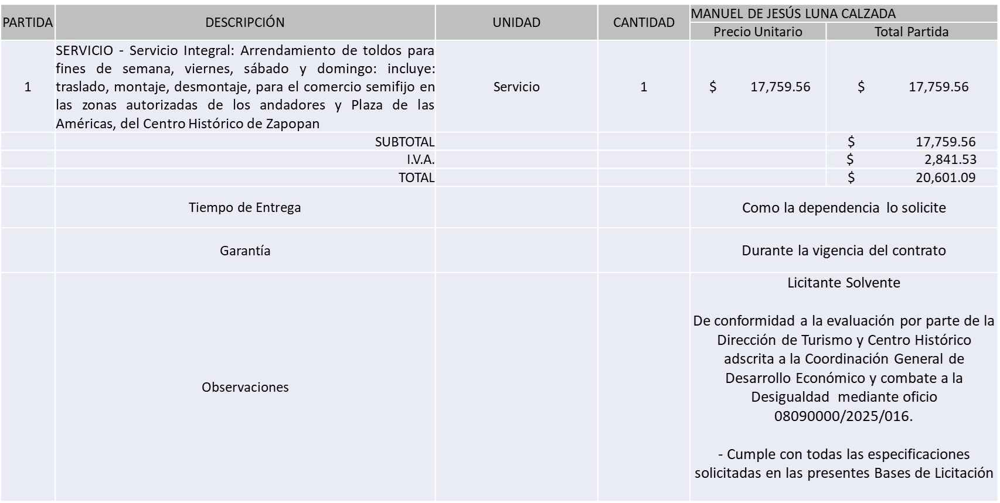 PARTIDA DESCRIPCIÓN UNIDAD CANTIDAD MANUEL DE JESÚS LUNA CALZADA
Precio Unitario Total Partida
SERVICIO - Servicio Integral: Arrendamiento de toldos para
fines de semana, viernes, sábado y domingo: incluye:
1 traslado, montaje, desmontaje, para el comercio semifijo en Servicio 1 $ 17,759.56 $ 17,759.56
las zonas autorizadas de los andadores y Plaza de las
Américas, del Centro Histórico de Zapopan
SUBTOTAL $ 17,759.56
I.V.A. $ 2,841.53
TOTAL $ 20,601.09
Tiempo de Entrega Como la dependencia lo solicite
Garantía Durante la vigencia del contrato
Observaciones
Licitante Solvente
De conformidad a la evaluación por parte de la
Dirección de Turismo y Centro Histórico
adscrita a la Coordinación General de
Desarrollo Económico y combate a la
Desigualdad mediante oficio
08090000/2025/016.
- Cumple con todas las especificaciones
solicitadas en las presentes Bases de Licitación